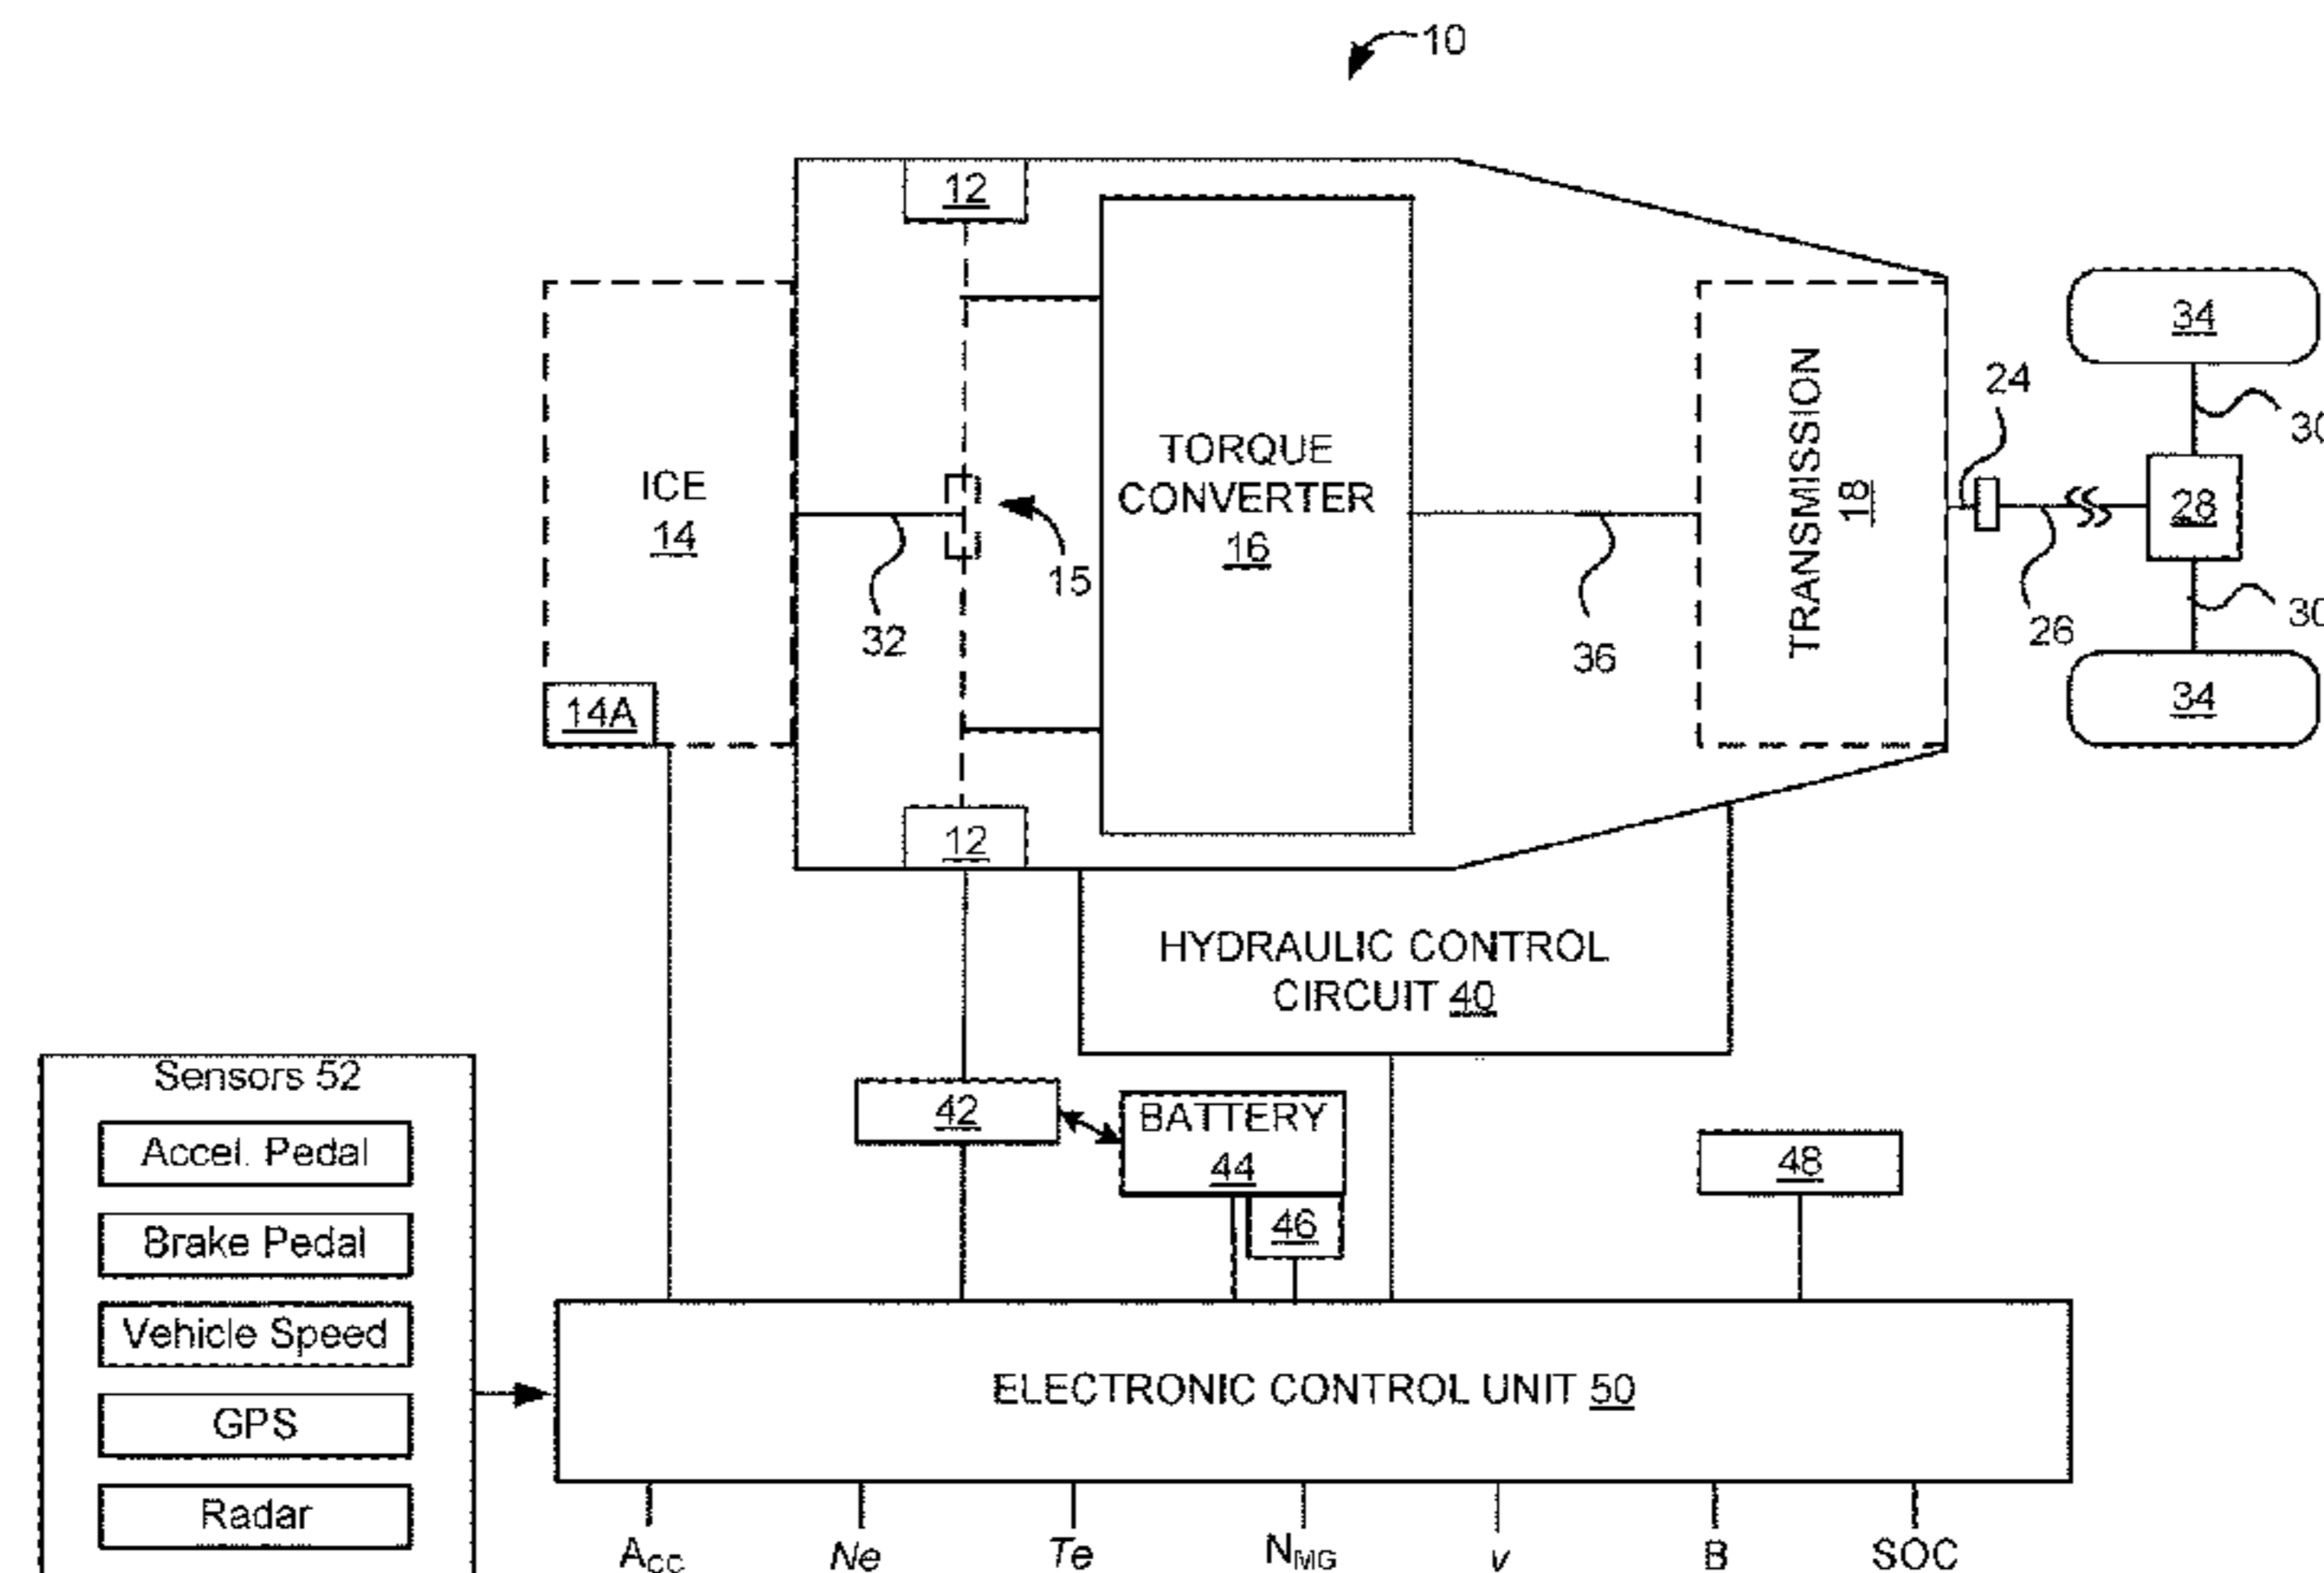 10
12
34
24
30
ICE
14
TORQUE
CONVERTER
16
TRANSMISSION
18
28
15
32
36
26
30
14A
34
12
HYDRAULIC CONTROL
CIRCUIT 40
Sensors 52
Accel. Pedal
Brake Pedal
Vehicle Speed
GPS
Radar
42
BATTERY
44
46
48
ELECTRONIC CONTROL UNIT 50
ACC
Ne
Te
NMG
v
B
SOC